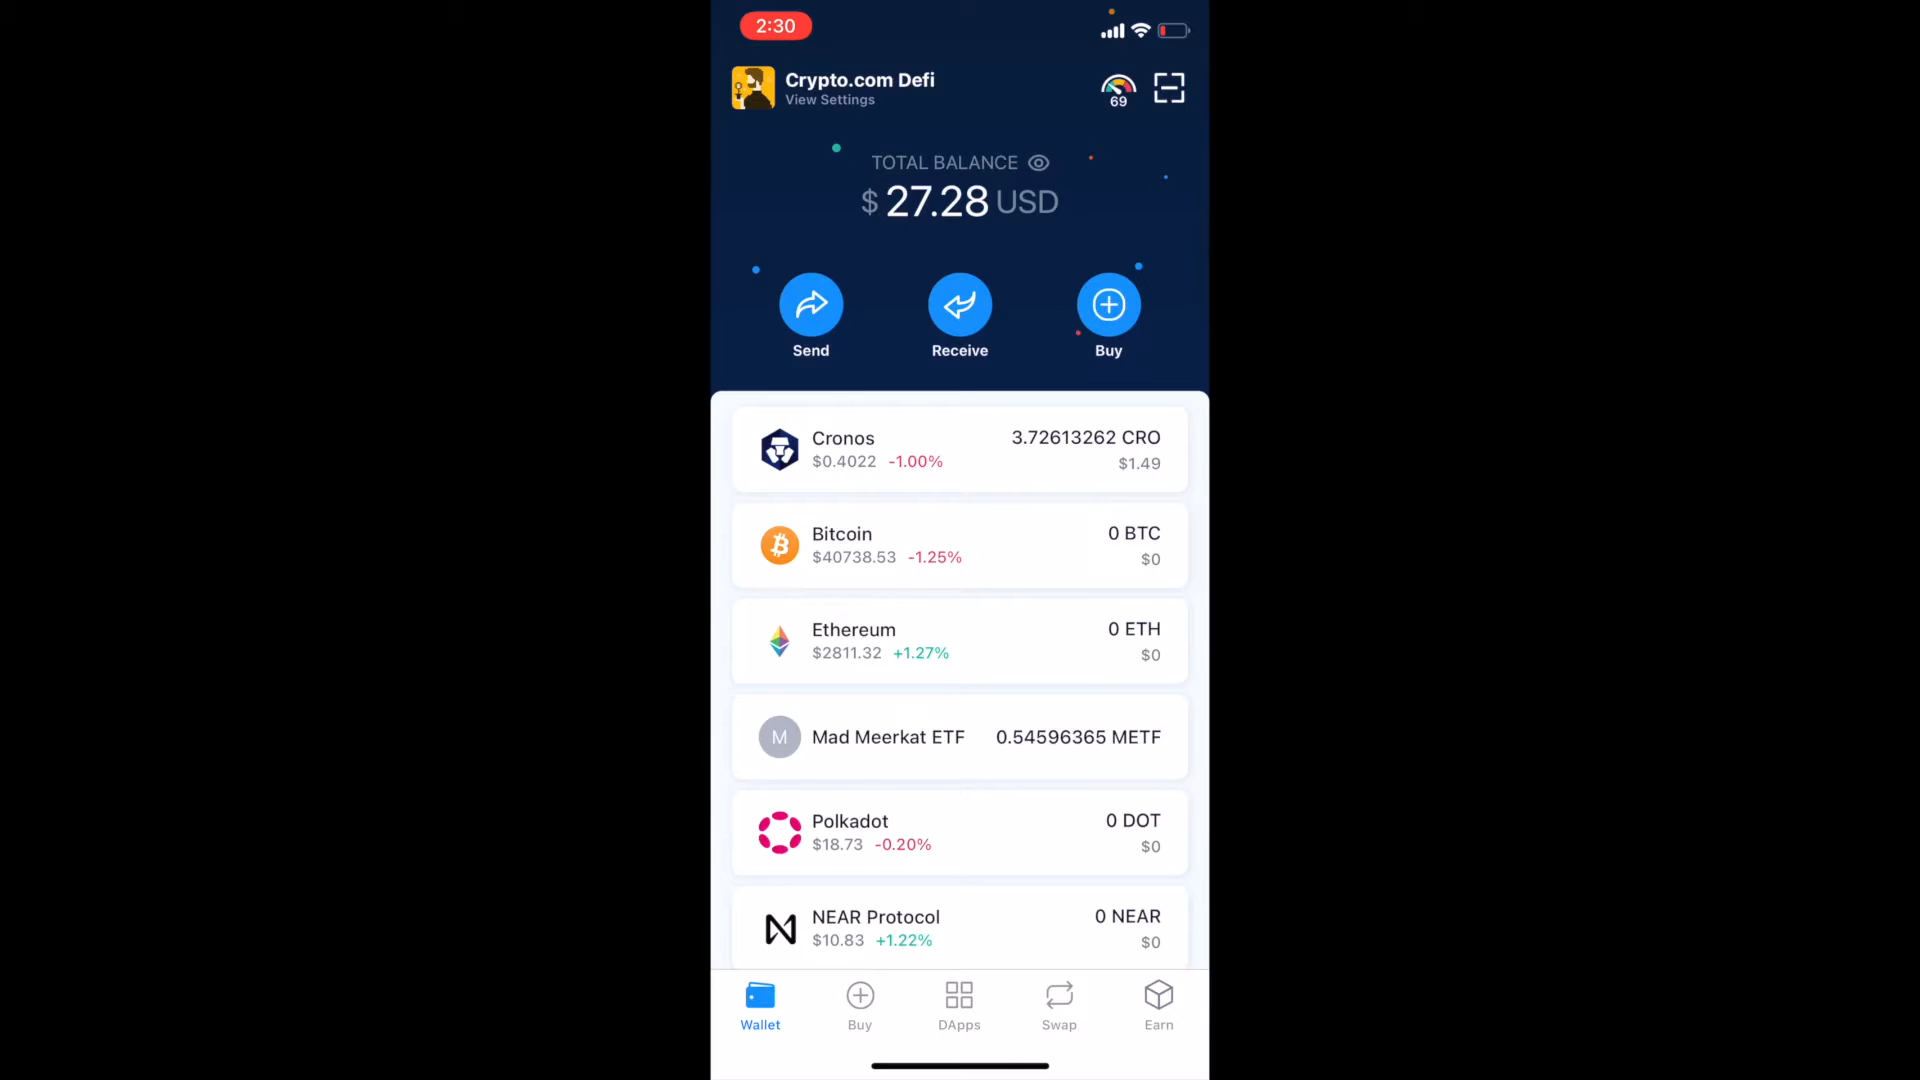 2:30
Crypto.com Defi
View Settings
69
TOTAL BALANCE
$ 27.28 USD
Send
Receive
Buy
Cronos
3.72613262 CRO
$0.4022 -1.00%
$1.49
Bitcoin
0 BTC
$40738.53 -1.25%
$0
Ethereum
0 ETH
$2811.32 +1.27%
$0
M
Mad Meerkat ETF
0.54596365 METF
Polkadot
0 DOT
$18.73 -0.20%
$0
NEAR Protocol
0 NEAR
$10.83 +1.22%
$0
Wallet
Buy
DApps
Swap
Earn